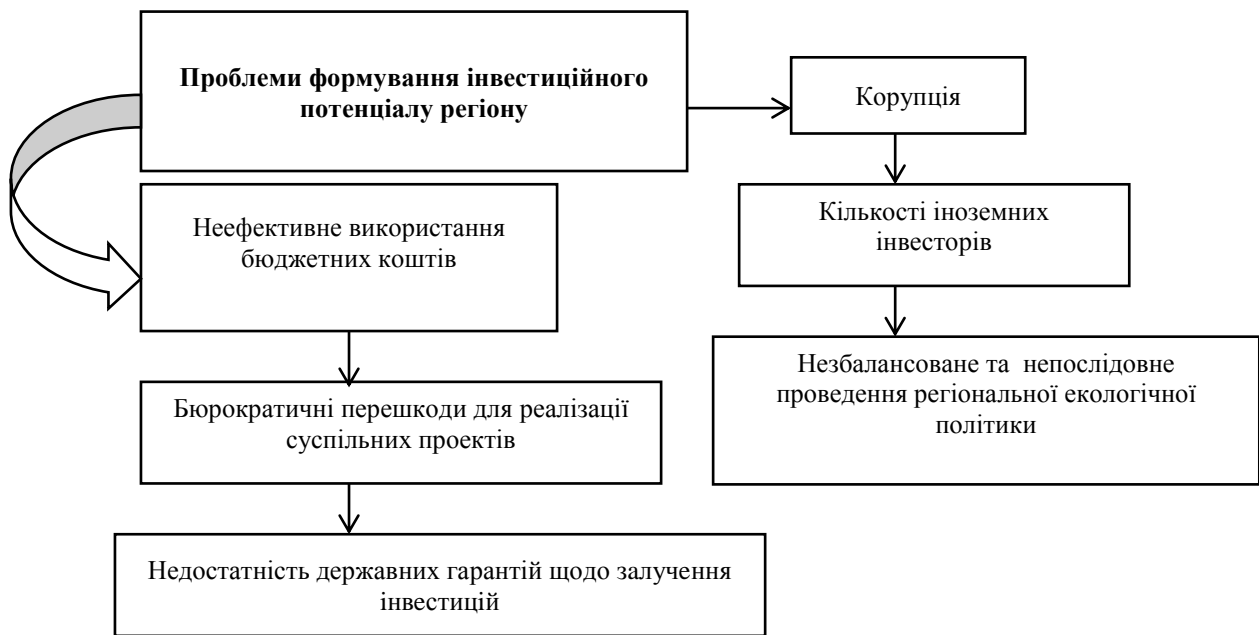 Проблеми формування інвестиційного
потенціалу регіону
Корупція
Кількості іноземних
інвесторів
Незбалансоване та непослідовне
проведення регіональної екологічної
політики
Неефективне використання
бюджетних коштів
Бюрократичні перешкоди для реалізації
суспільних проектів
Недостатність державних гарантій щодо залучення
інвестицій